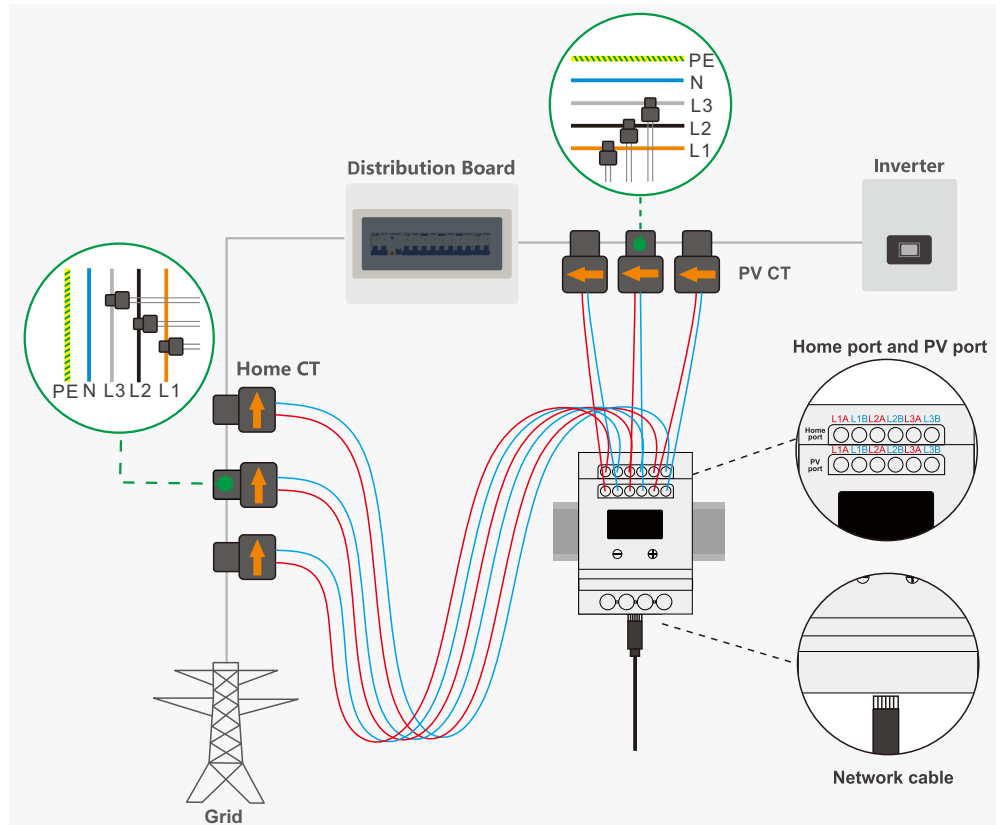 PE
N
L3
L2
L1
Distribution Board
Inverter
PV CT
PE N L3 L2 L1
Home CT
Home port and PV port
L1A L1B L2A L2B L3A L3B
Home port
L1A L1B L2A L2B L3A L3B
PV port
Network cable
Grid